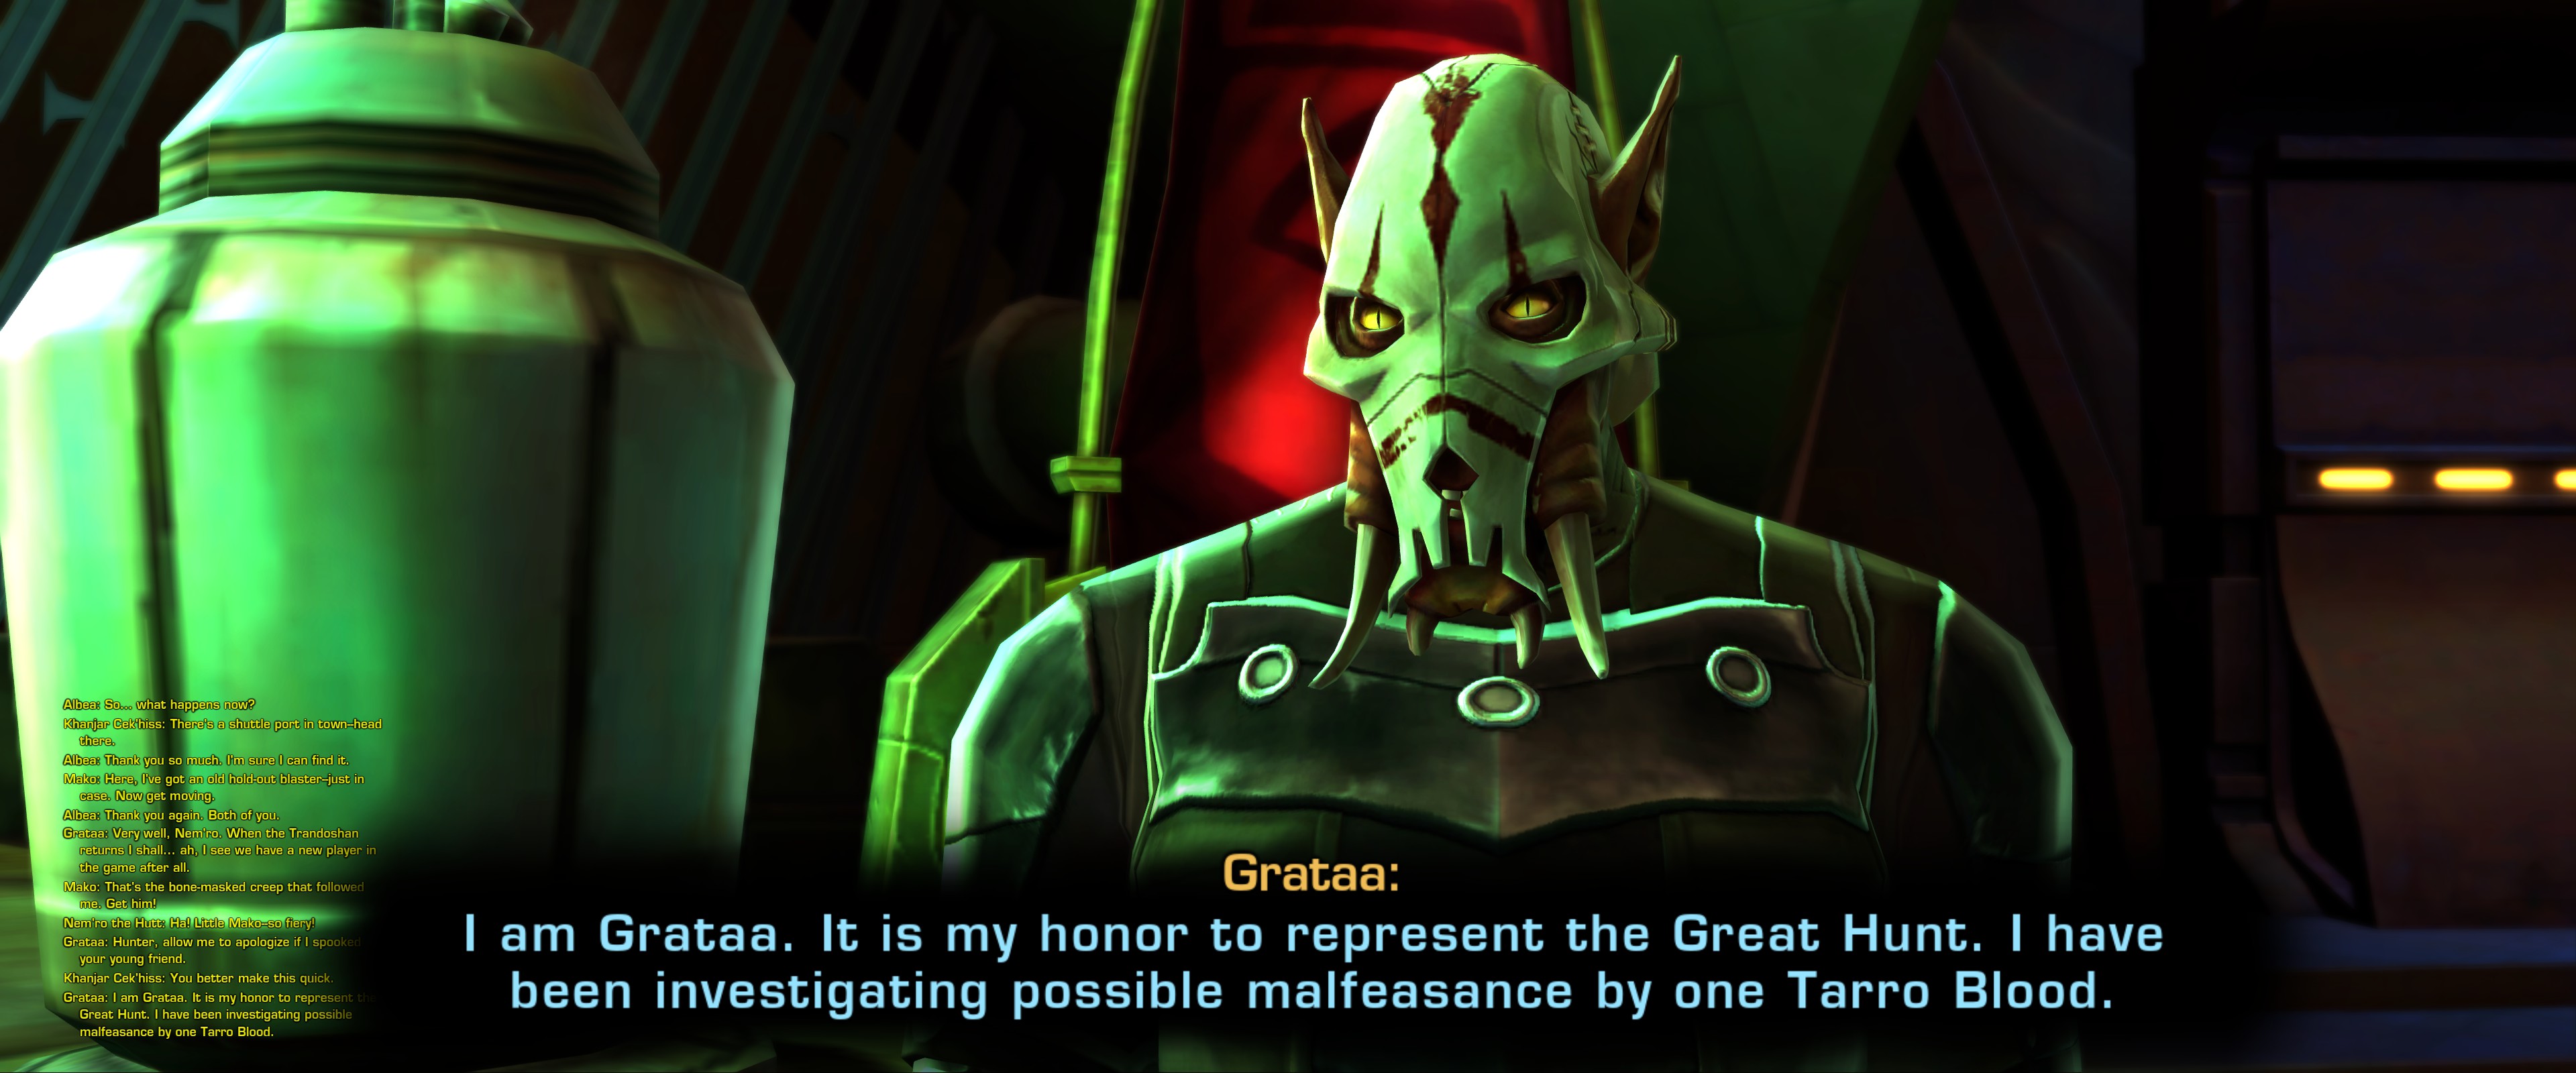 Albea: So... what happens now?
Khanjar Cek'hiss: There's a shuttle port in town–head
there.
Albea: Thank you so much. I'm sure I can find it.
Mako: Here, I've got an old hold-out blaster–just in
case. Now get moving.
Albea: Thank you again. Both of you.
Grataa: Very well, Nem'ro. When the Trandoshan
returns I shall... ah, I see we have a new player in
the game after all.
Mako: That's the bone-masked creep that followed
me. Get him!
Nem'ro the Hutt: Ha! Little Mako–so fiery!
Grataa: Hunter, allow me to apologize if I spooked
your young friend.
Khanjar Cek'hiss: You better make this quick.
Grataa: I am Grataa. It is my honor to represent the
Great Hunt. I have been investigating possible
malfeasance by one Tarro Blood.
Grataa:
I am Grataa. It is my honor to represent the Great Hunt. I have
been investigating possible malfeasance by one Tarro Blood.